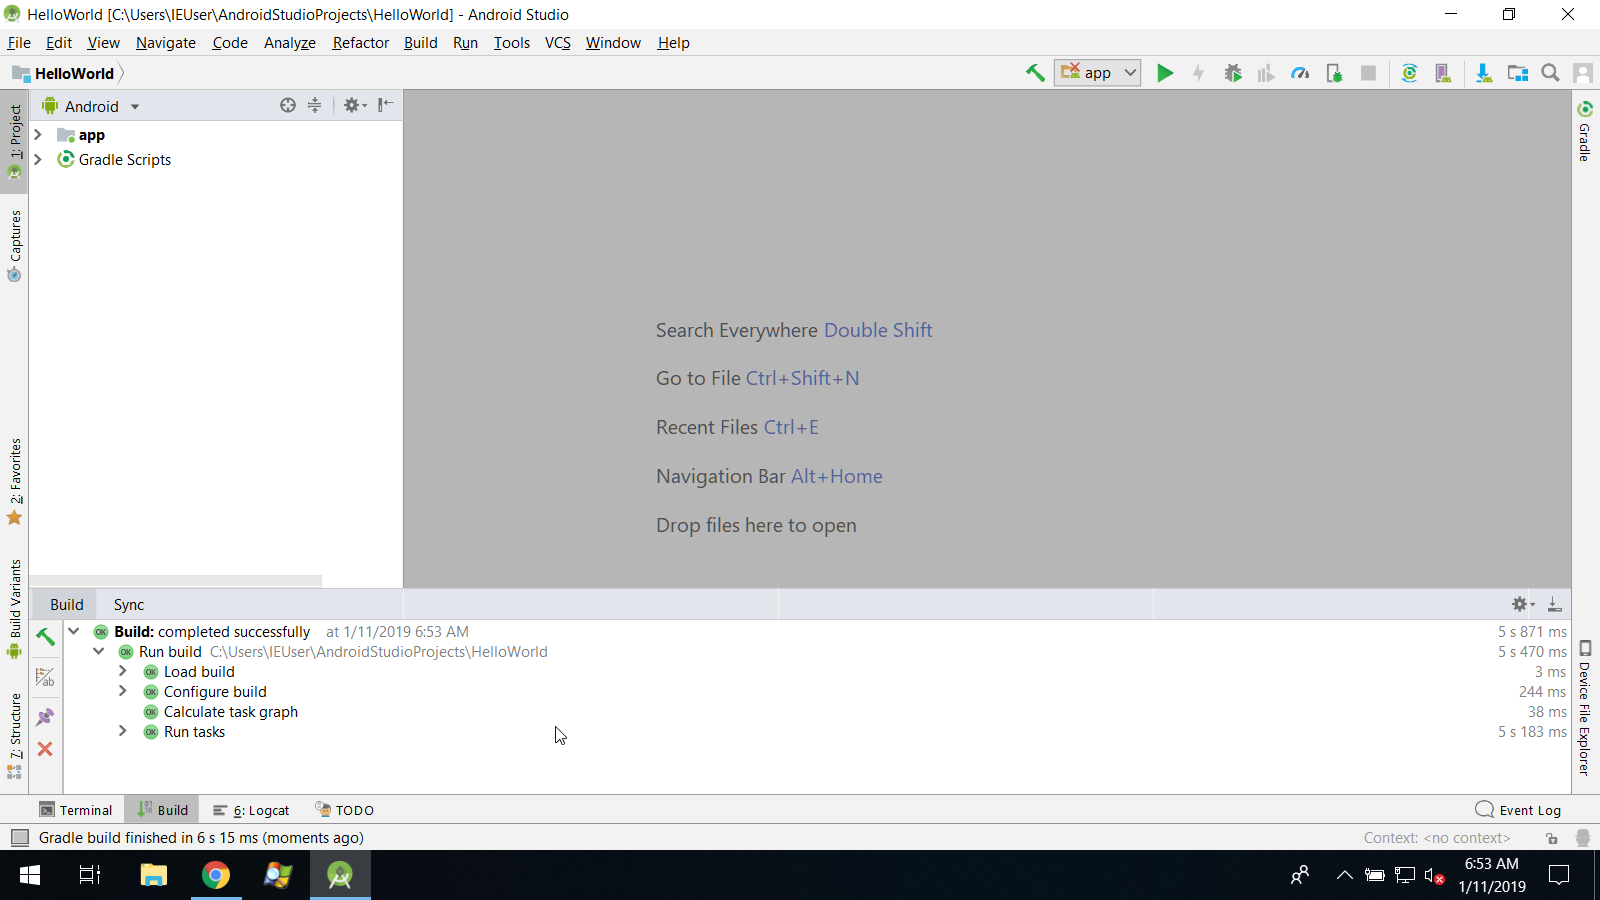 HelloWorld [C:\Users\IEUser\AndroidStudioProjects\HelloWorld] - Android Studio
File Edit View Navigate Code Analyze Refactor Build Run Tools VCS Window Help
HelloWorld
app
Android
app
Gradle Scripts
1: Project
Captures
2: Favorites
Build Variants
7: Structure
Gradle
Device File Explorer
Search Everywhere Double Shift
Go to File Ctrl+Shift+N
Recent Files Ctrl+E
Navigation Bar Alt+Home
Drop files here to open
Build Sync
Build: completed successfully at 1/11/2019 6:53 AM 5 s 871 ms
Run build C:\Users\IEUser\AndroidStudioProjects\HelloWorld 5 s 470 ms
Load build 3 ms
Configure build 244 ms
Calculate task graph 38 ms
Run tasks 5 s 183 ms
Terminal Build 6: Logcat TODO Event Log
Gradle build finished in 6 s 15 ms (moments ago) Context: <no context>
6:53 AM
1/11/2019